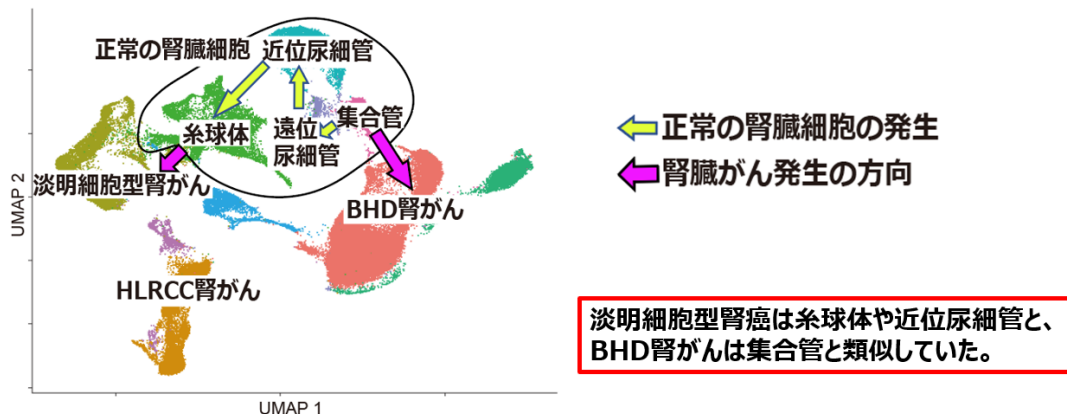 正常の腎臓細胞
近位尿細管
糸球体
遠位
尿細管
集合管
淡明細胞型腎がん
BHD腎がん
HLRCC腎がん
UMAP 2
UMAP 1
正常の腎臓細胞の発生
腎臓がん発生の方向
淡明細胞型腎癌は糸球体や近位尿細管と、
BHD腎がんは集合管と類似していた。